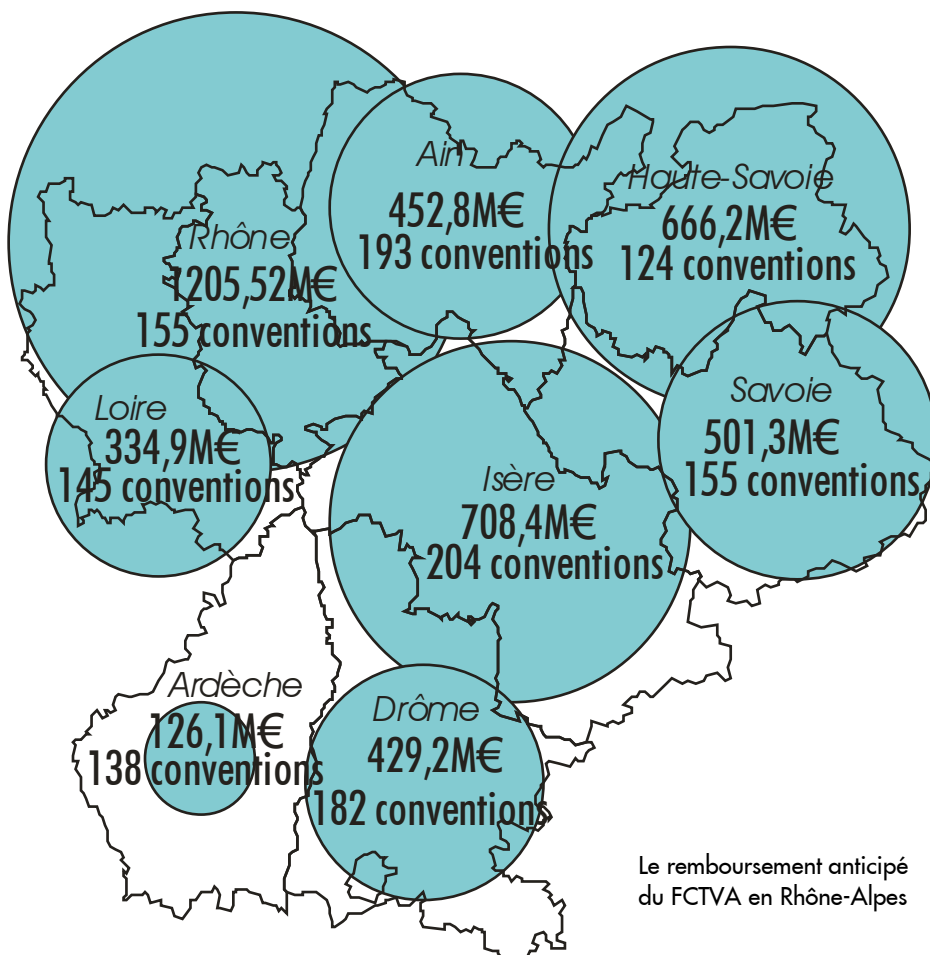 Ain
452,8M€
193 conventions
Haute-Savoie
666,2M€
124 conventions
Rhône
1205,52M€
155 conventions
Savoie
501,3M€
155 conventions
Loire
334,9M€
145 conventions
Isère
708,4M€
204 conventions
Ardèche
126,1M€
138 conventions
Drôme
429,2M€
182 conventions
Le remboursement anticipé
du FCTVA en Rhône-Alpes